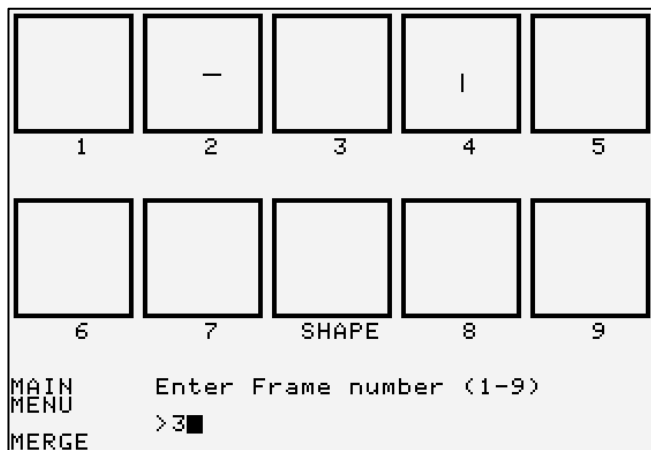 1 2 3 4 5
6 7 SHAPE 8 9
MAIN
MENU
MERGE
Enter Frame number (1-9)
>3